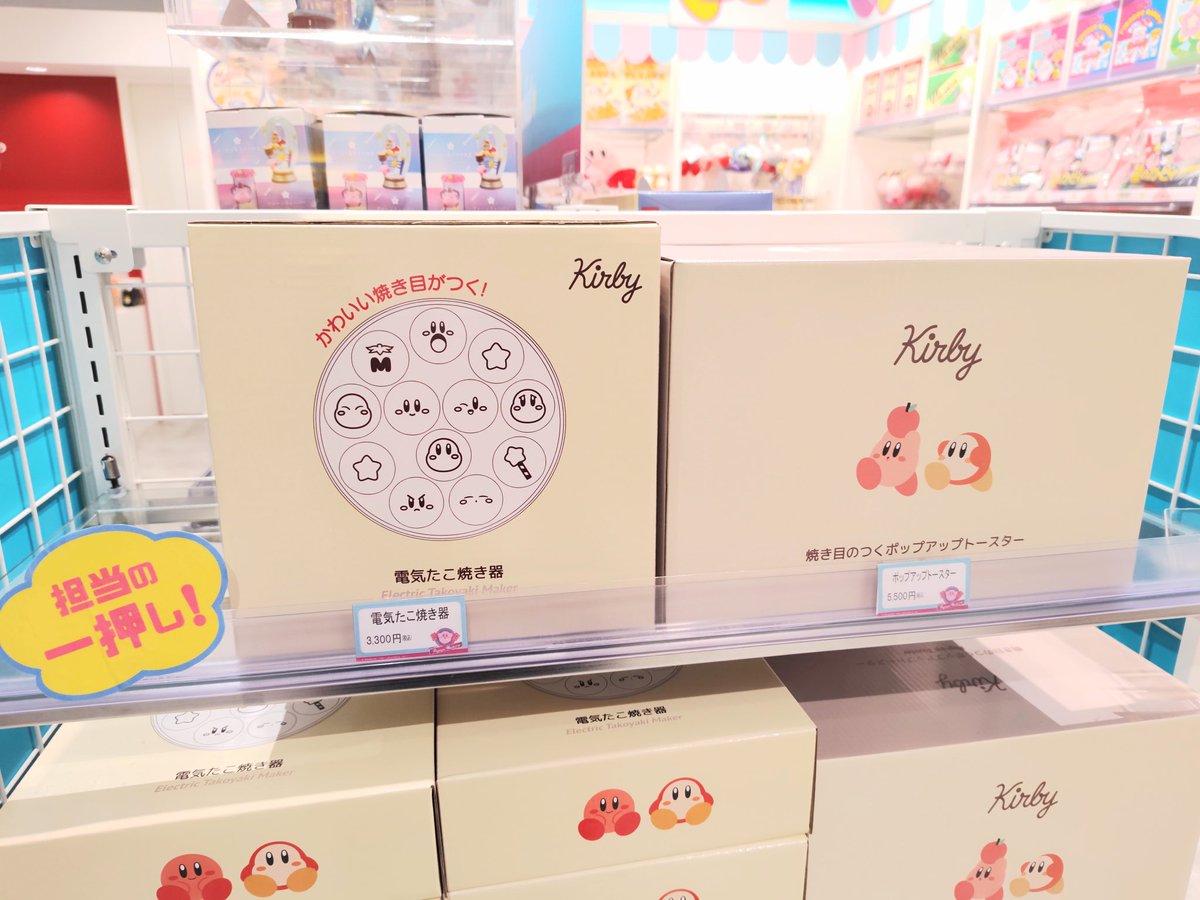 かわいい焼き目がつく!
Kirby
M
電気たこ焼き器
Electric Takoyaki Maker
Kirby
焼き目のつくポップアップトースター
電気たこ焼き器
3,300円(税込)
ポップアップトースター
5,500円(税込)
担当の
一押し!
電気たこ焼き器
Electric Takoyaki Maker
電気たこ焼き器
Electric Takoyaki Maker
Kirby
Kirby